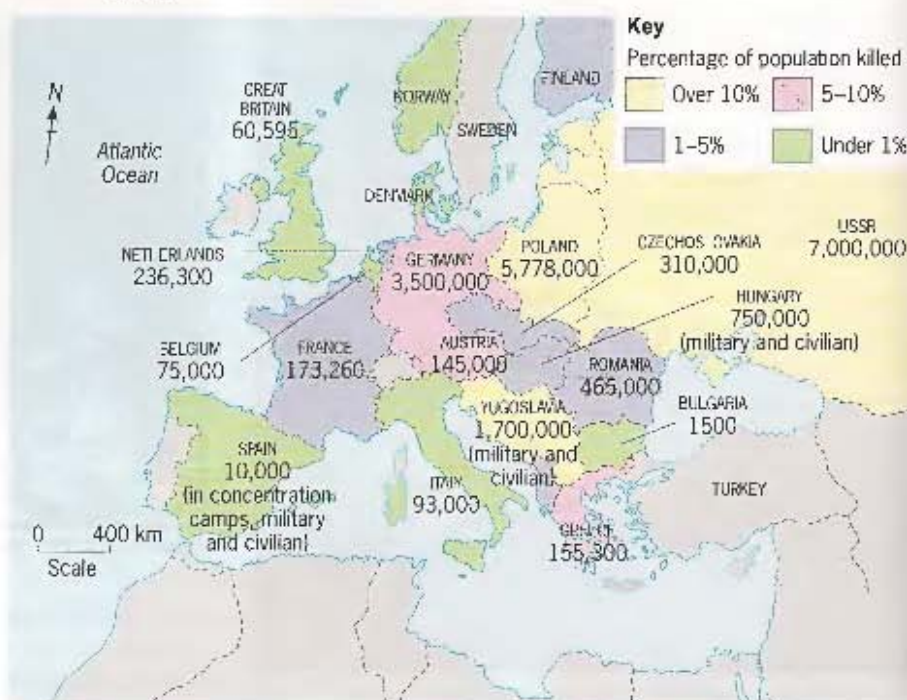 Key
Percentage of population killed
Over 10%
5–10%
1–5%
Under 1%
N
Atlantic
Ocean
GREAT
BRITAIN
60,595
NORWAY
SWEDEN
FINLAND
DENMARK
NETHERLANDS
236,300
GERMANY
3,500,000
POLAND
5,778,000
CZECHOSLOVAKIA
310,000
USSR
7,000,000
HUNGARY
750,000
(military and civilian)
BELGIUM
75,000
FRANCE
173,260
AUSTRIA
145,000
ROMANIA
465,000
YUGOSLAVIA
1,700,000
(military and
civilian)
BULGARIA
1500
SPAIN
10,000
(in concentration
camps, military
and civilian)
ITALY
93,000
TURKEY
GREECE
155,300
0 400 km
Scale